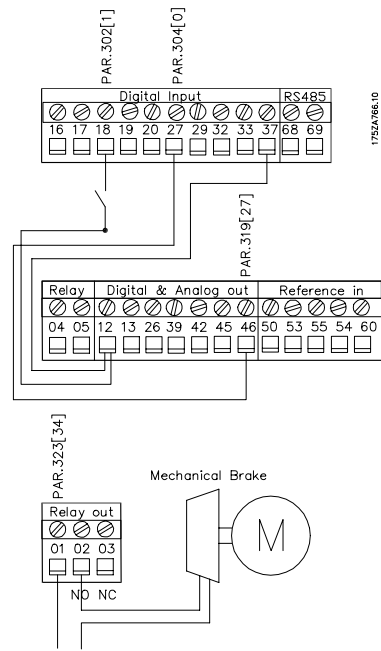 PAR.302[1]
PAR.304[0]
Digital Input
RS485
16 17 18 19 20 27 29 32 33 37 68 69
175ZA766.10
PAR.319[27]
Relay
Digital & Analog out
Reference in
04 05 12 13 26 39 42 45 46 50 53 55 54 60
PAR.323[34]
Mechanical Brake
Relay out
01 02 03
NO NC
M